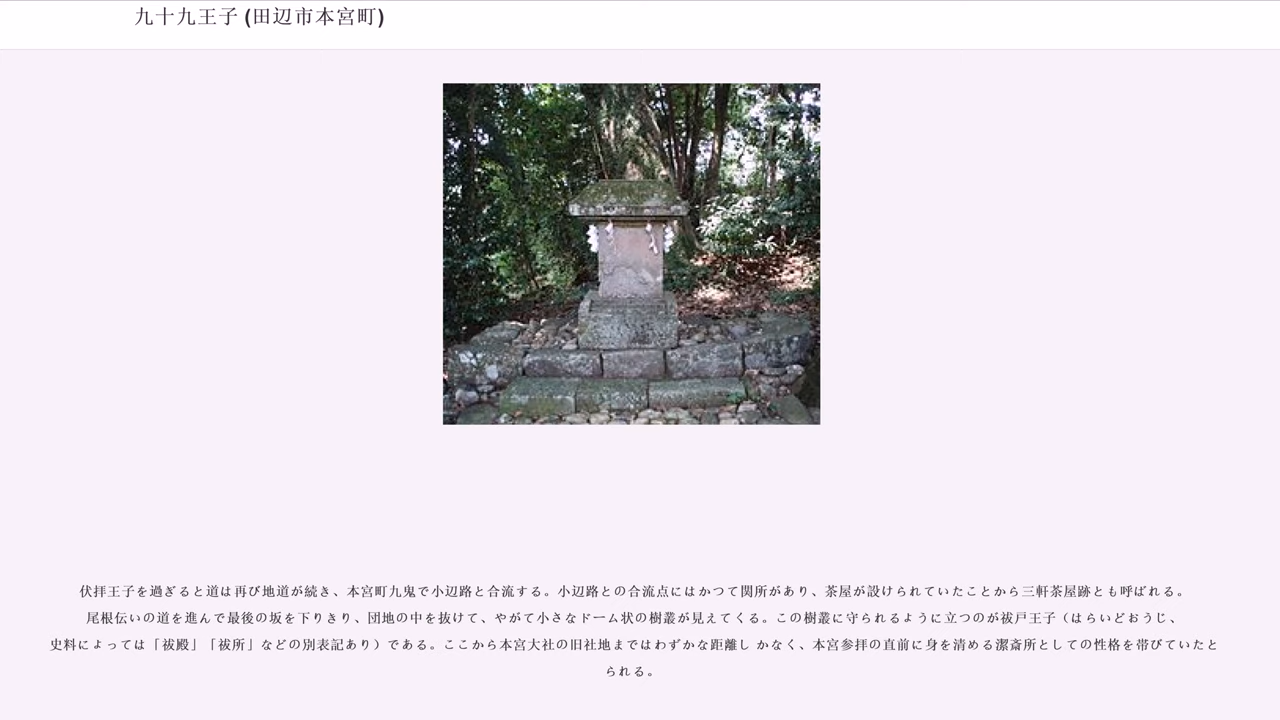 九十九王子 (田辺市本宮町)
伏拝王子を過ぎると道は再び地道が続き、本宮町九鬼で小辺路と合流する。小辺路との合流点にはかつて関所があり、茶屋が設けられていたことから三軒茶屋跡とも呼ばれる。
尾根伝いの道を進んで最後の坂を下りきり、団地の中を抜けて、やがて小さなドーム状の樹叢が見えてくる。この樹叢に守られるように立つのが祓戸王子（はらいどおうじ、
史料によっては「祓殿」「祓所」などの別表記あり）である。ここから本宮大社の旧社地まではわずかな距離し かなく、本宮参拝の直前に身を清める潔斎所としての性格を帯びていたと
られる。